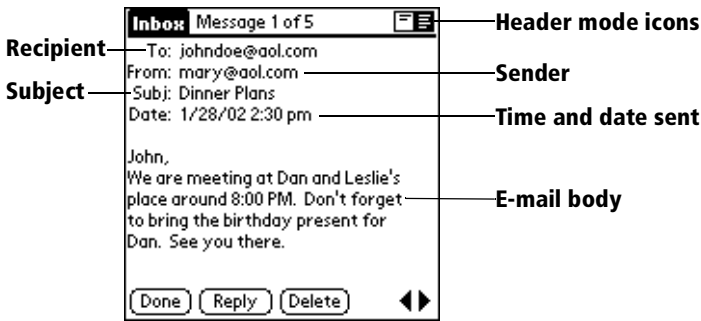 Inbox Message 1 of 5
Header mode icons
Recipient
To: johndoe@aol.com
From: mary@aol.com
Sender
Subject
Subj: Dinner Plans
Date: 1/28/02 2:30 pm
Time and date sent
John,
We are meeting at Dan and Leslie's
place around 8:00 PM. Don't forget
to bring the birthday present for
Dan. See you there.
E-mail body
Done Reply Delete